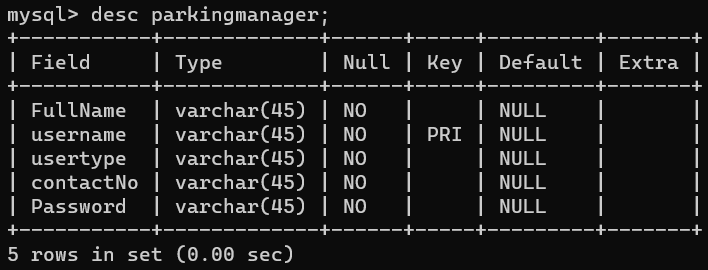 mysql> desc parkingmanager;
+-----------+-------------+------+-----+---------+-------+
| Field     | Type        | Null | Key | Default | Extra |
+-----------+-------------+------+-----+---------+-------+
| FullName  | varchar(45) | NO   |     | NULL    |       |
| username  | varchar(45) | NO   | PRI | NULL    |       |
| usertype  | varchar(45) | NO   |     | NULL    |       |
| contactNo | varchar(45) | NO   |     | NULL    |       |
| Password  | varchar(45) | NO   |     | NULL    |       |
+-----------+-------------+------+-----+---------+-------+
5 rows in set (0.00 sec)